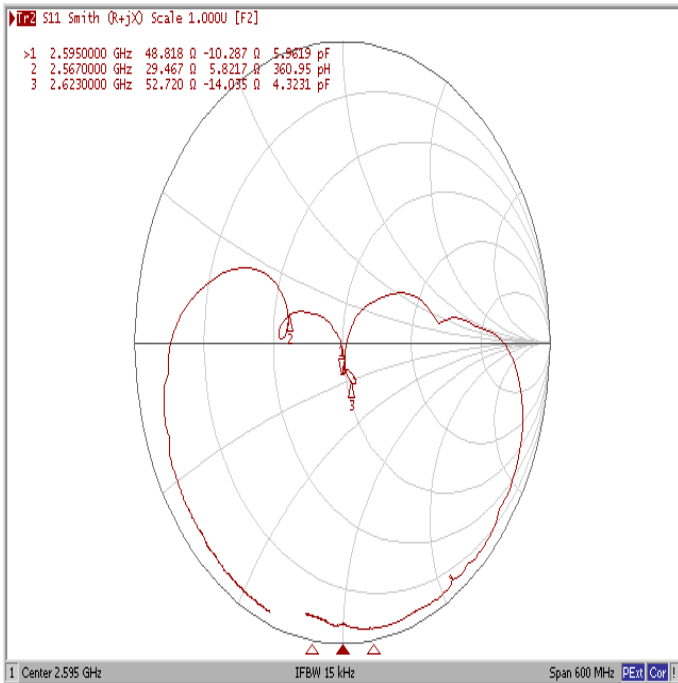 Tr2 S11 Smith (R+jX) Scale 1.000U [F2]
>1 2.5950000 GHz 48.818 Ω -10.287 Ω 5.9619 pF
2 2.5670000 GHz 29.467 Ω 5.8217 Ω 360.95 pH
3 2.6230000 GHz 52.720 Ω -14.035 Ω 4.3231 pF
2
3
1 Center 2.595 GHz IFBW 15 kHz Span 600 MHz PExt Cor !